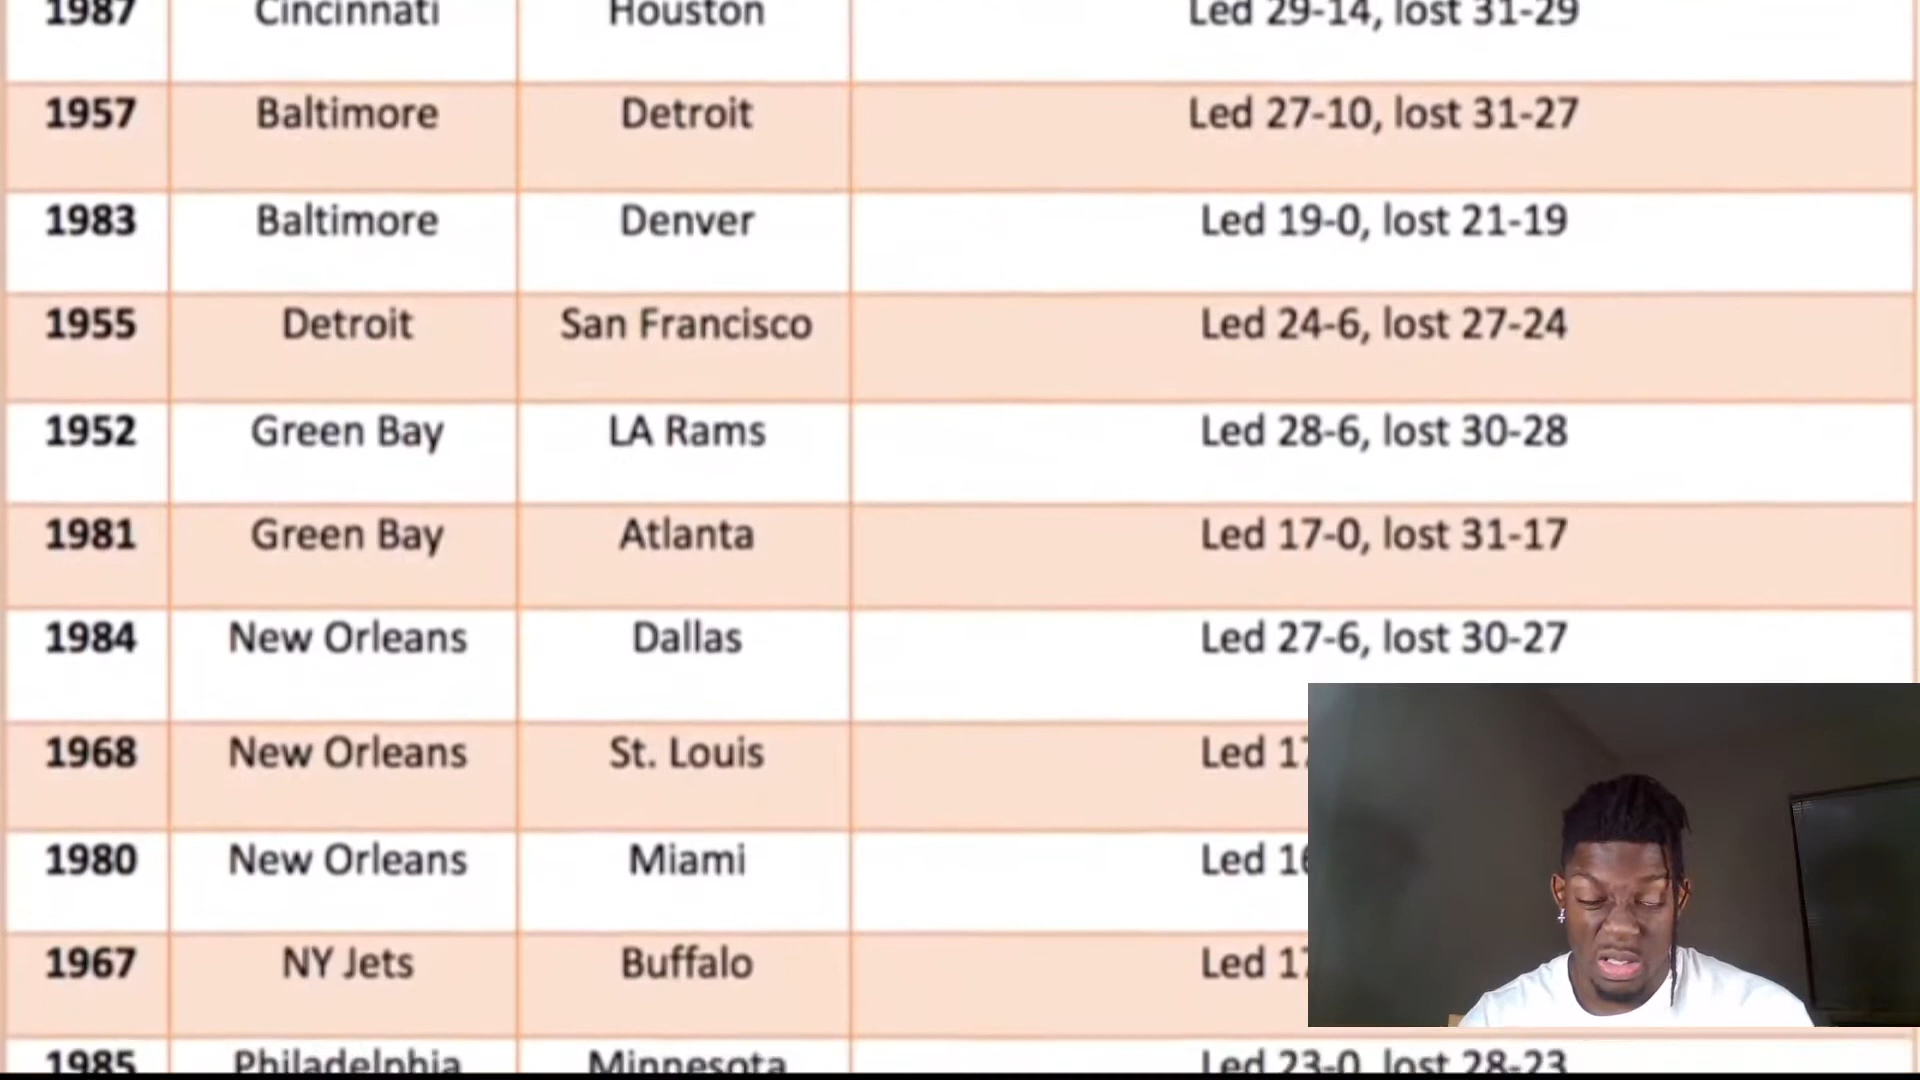 1987 Cincinnati Houston Led 29-14, lost 31-29
1957 Baltimore Detroit Led 27-10, lost 31-27
1983 Baltimore Denver Led 19-0, lost 21-19
1955 Detroit San Francisco Led 24-6, lost 27-24
1952 Green Bay LA Rams Led 28-6, lost 30-28
1981 Green Bay Atlanta Led 17-0, lost 31-17
1984 New Orleans Dallas Led 27-6, lost 30-27
1968 New Orleans St. Louis Led
1980 New Orleans Miami Led
1967 NY Jets Buffalo Led
1985 Philadelphia Minnesota Led 23-0, lost 28-23